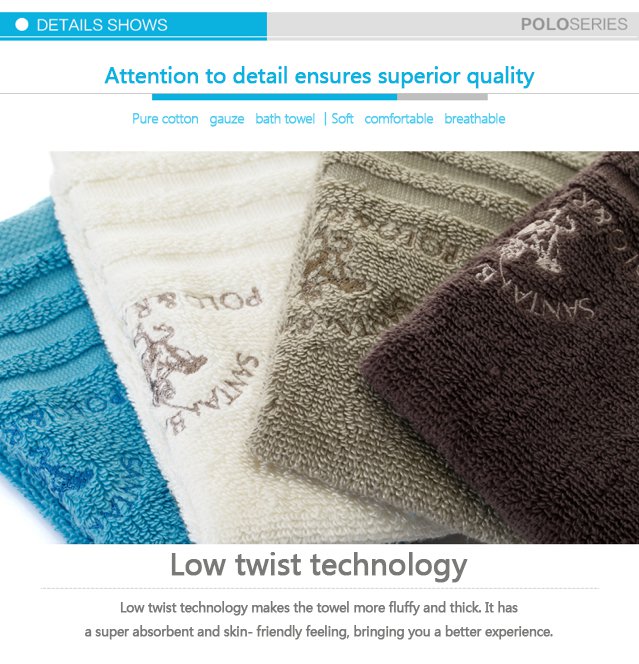 DETAILS SHOWS
POLOSERIES
Attention to detail ensures superior quality
Pure cotton gauze bath towel | Soft comfortable breathable
POLO & R
SANTA
POLO
SANTA B
Low twist technology
Low twist technology makes the towel more fluffy and thick. It has
a super absorbent and skin- friendly feeling, bringing you a better experience.